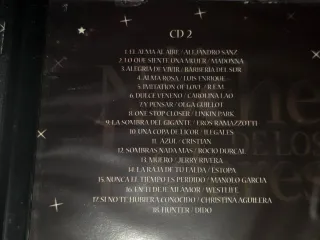 CD 2
1. EL ALMA AL AIRE / ALEJANDRO SANZ
2. LO QUE SIENTE UNA MUJER / MADONNA
3. ALEGRIA DE VIVIR / BARBERIA DEL SUR
4. ALMA ROSA / LUIS ENRIQUE
5. IMITATION OF LOVE / R.E.M.
6. DULCE VENENO / CAROLINA LAO
7. Y PENSAR / OLGA GUILLOT
8. ONE STOP CLOSER / LINKIN PARK
9. LA SOMBRA DEL GIGANTE / EROS RAMAZZOTTI
10. UNA COPA DE LICOR / ILEGALES
11. AZUL / CRISTIAN
12. SOMBRAS NADA MAS / ROCIO DURCAL
13. MUERO / JERRY RIVERA
14. LA RAJA DE TU FALDA / ESTOPA
15. NUNCA EL TIEMPO ES PERDIDO / MANOLO GARCIA
16. EN TI DEJE MI AMOR / WESTLIFE
17. SI NO TE HUBIERA CONOCIDO / CHRISTINA AGUILERA
18. HUNTER / DIDO